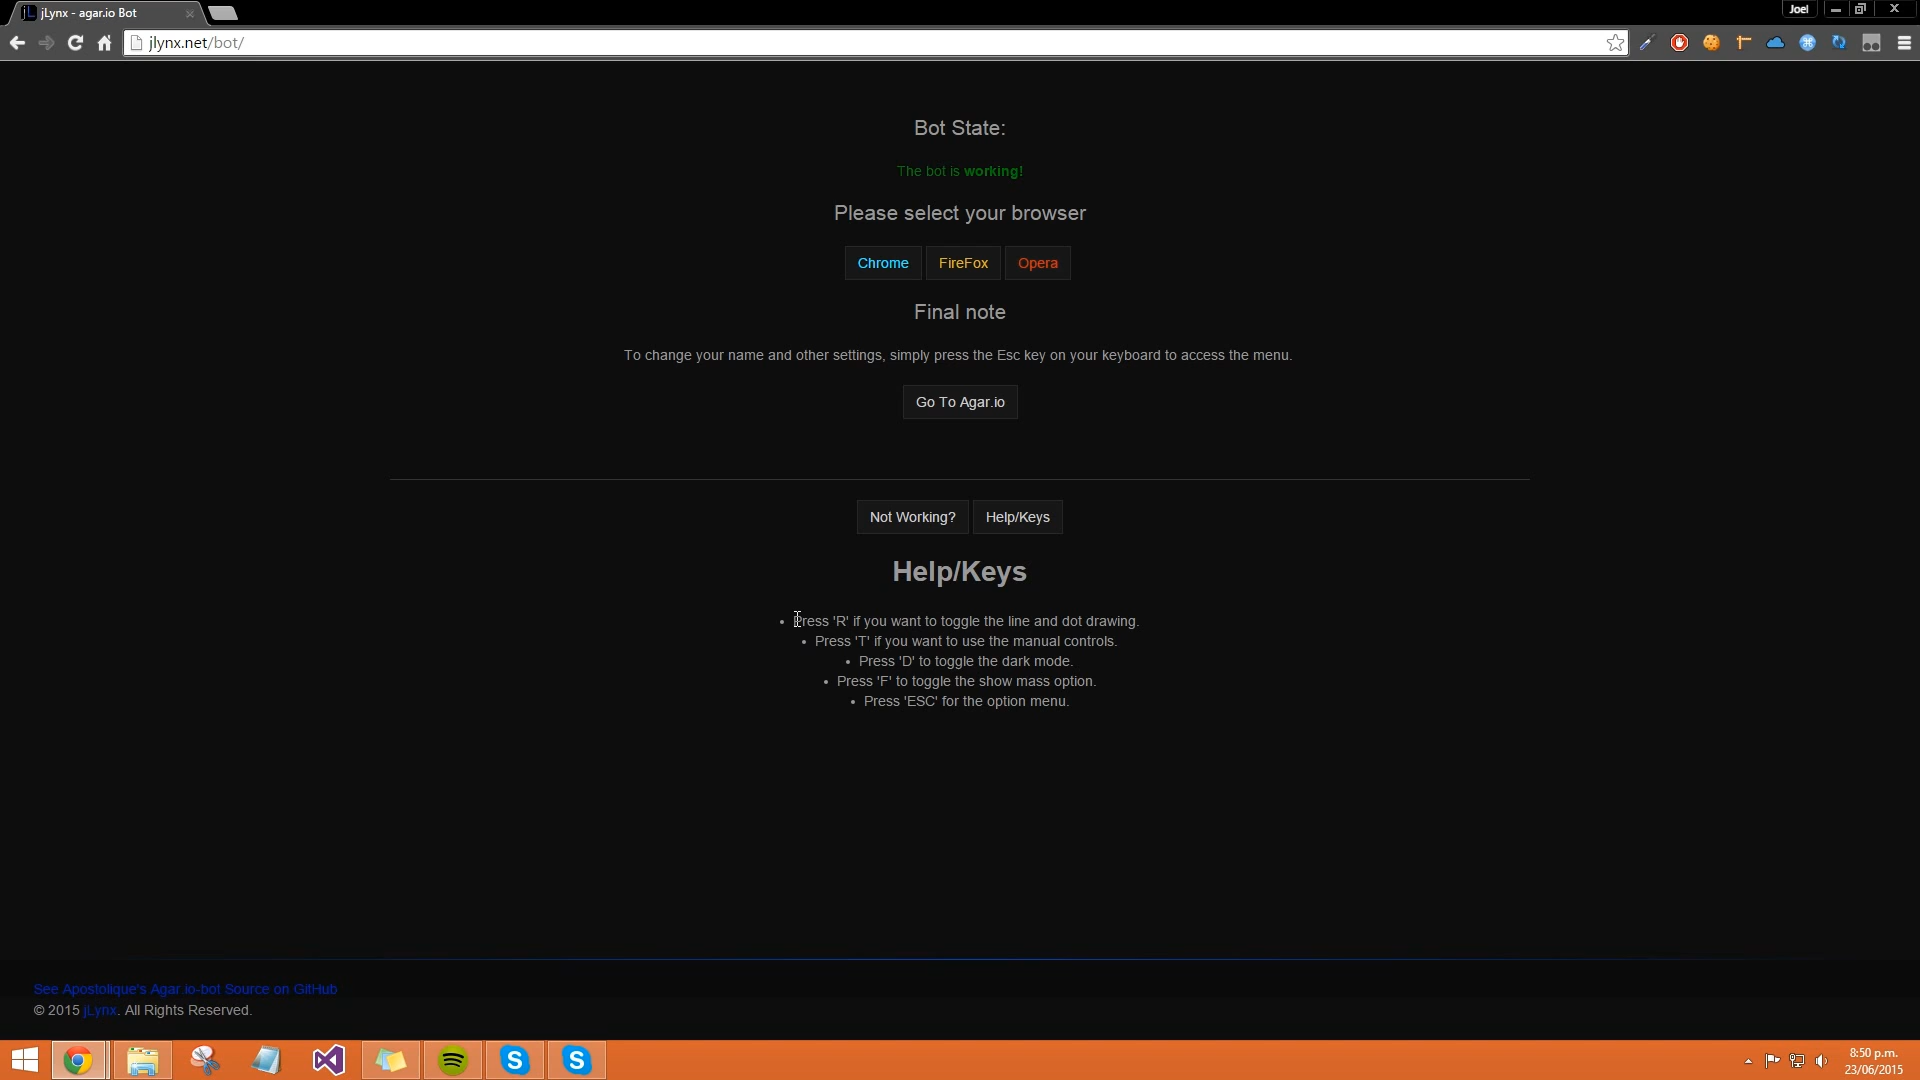 jLynx - agar.io Bot
Joel
jlynx.net/bot/
Bot State:
The bot is working!
Please select your browser
Chrome FireFox Opera
Final note
To change your name and other settings, simply press the Esc key on your keyboard to access the menu.
Go To Agar.io
Not Working? Help/Keys
Help/Keys
• Press 'R' if you want to toggle the line and dot drawing.
• Press 'T' if you want to use the manual controls.
• Press 'D' to toggle the dark mode.
• Press 'F' to toggle the show mass option.
• Press 'ESC' for the option menu.
See Apostolique's Agar.io-bot Source on GitHub
© 2015 jLynx. All Rights Reserved.
8:50 p.m.
23/06/2015